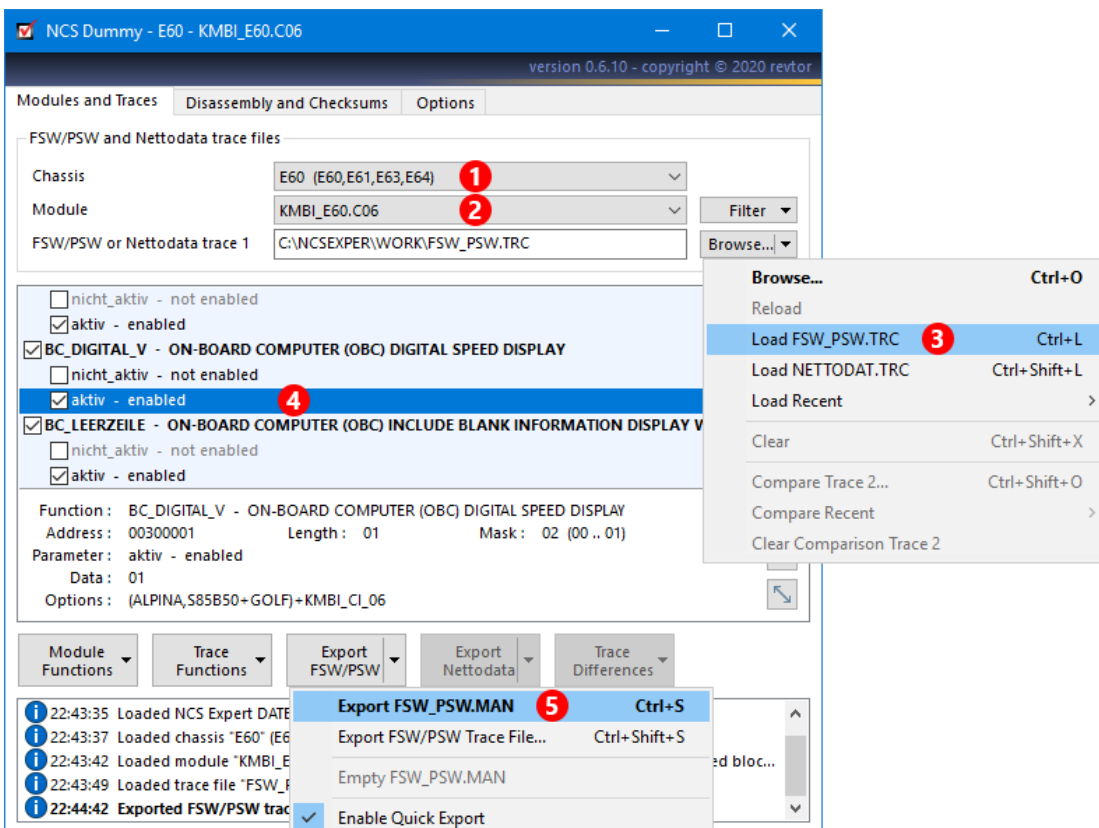 NCS Dummy - E60 - KMBI_E60.C06
version 0.6.10 - copyright © 2020 revtor
Modules and Traces Disassembly and Checksums Options
FSW/PSW and Nettodata trace files
Chassis E60 (E60,E61,E63,E64) 1
Module KMBI_E60.C06 2 Filter
FSW/PSW or Nettodata trace 1 C:\NCSEXPER\WORK\FSW_PSW.TRC Browse...
Browse... Ctrl+O
Reload
Load FSW_PSW.TRC 3 Ctrl+L
Load NETTODAT.TRC Ctrl+Shift+L
Load Recent
Clear Ctrl+Shift+X
Compare Trace 2... Ctrl+Shift+O
Compare Recent
Clear Comparison Trace 2
nicht_aktiv - not enabled
aktiv - enabled
BC_DIGITAL_V - ON-BOARD COMPUTER (OBC) DIGITAL SPEED DISPLAY
nicht_aktiv - not enabled
aktiv - enabled 4
BC_LEERZEILE - ON-BOARD COMPUTER (OBC) INCLUDE BLANK INFORMATION DISPLAY
nicht_aktiv - not enabled
aktiv - enabled
Function : BC_DIGITAL_V - ON-BOARD COMPUTER (OBC) DIGITAL SPEED DISPLAY
Address : 00300001 Length : 01 Mask : 02 (00 .. 01)
Parameter : aktiv - enabled
Data : 01
Options : (ALPINA,S85B50+GOLF)+KMBI_CI_06
Module Functions
Trace Functions
Export FSW/PSW
Export Nettodata
Trace Differences
Export FSW_PSW.MAN 5 Ctrl+S
Export FSW/PSW Trace File... Ctrl+Shift+S
Empty FSW_PSW.MAN
Enable Quick Export
22:43:35 Loaded NCS Expert DATE
22:43:37 Loaded chassis "E60" (E6
22:43:42 Loaded module "KMBI_E ed bloc...
22:43:49 Loaded trace file "FSW_
22:44:42 Exported FSW/PSW trac